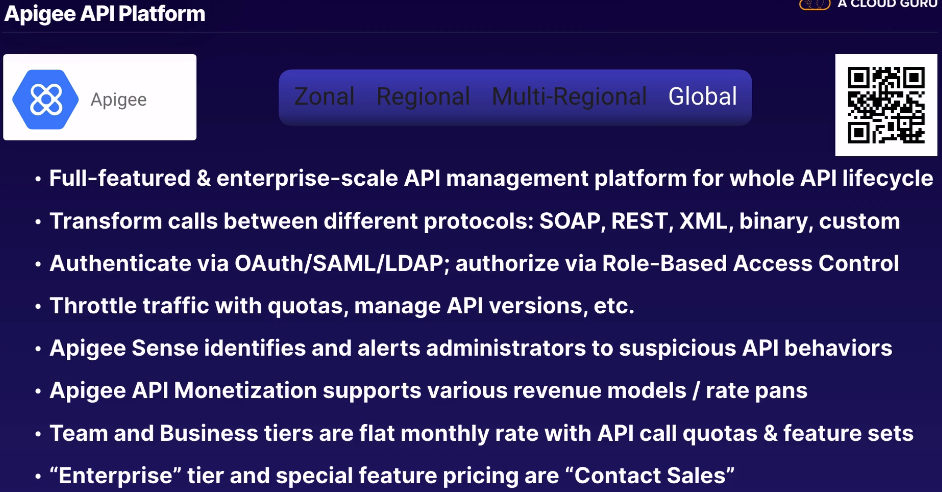 Apigee API Platform
A CLOUD GURU
Apigee
Zonal Regional Multi-Regional Global
• Full-featured & enterprise-scale API management platform for whole API lifecycle
• Transform calls between different protocols: SOAP, REST, XML, binary, custom
• Authenticate via OAuth/SAML/LDAP; authorize via Role-Based Access Control
• Throttle traffic with quotas, manage API versions, etc.
• Apigee Sense identifies and alerts administrators to suspicious API behaviors
• Apigee API Monetization supports various revenue models / rate pans
• Team and Business tiers are flat monthly rate with API call quotas & feature sets
• “Enterprise” tier and special feature pricing are “Contact Sales”